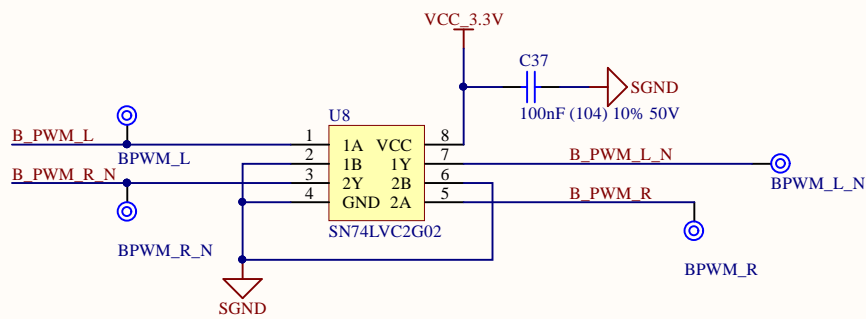 VCC_3.3V
C37
SGND
100nF (104) 10% 50V
U8
B_PWM_L
1
1A
VCC
8
BPWM_L
2
1B
1Y
7
B_PWM_L_N
B_PWM_R_N
3
2Y
2B
6
BPWM_L_N
4
GND
2A
5
B_PWM_R
SN74LVC2G02
BPWM_R_N
BPWM_R
SGND